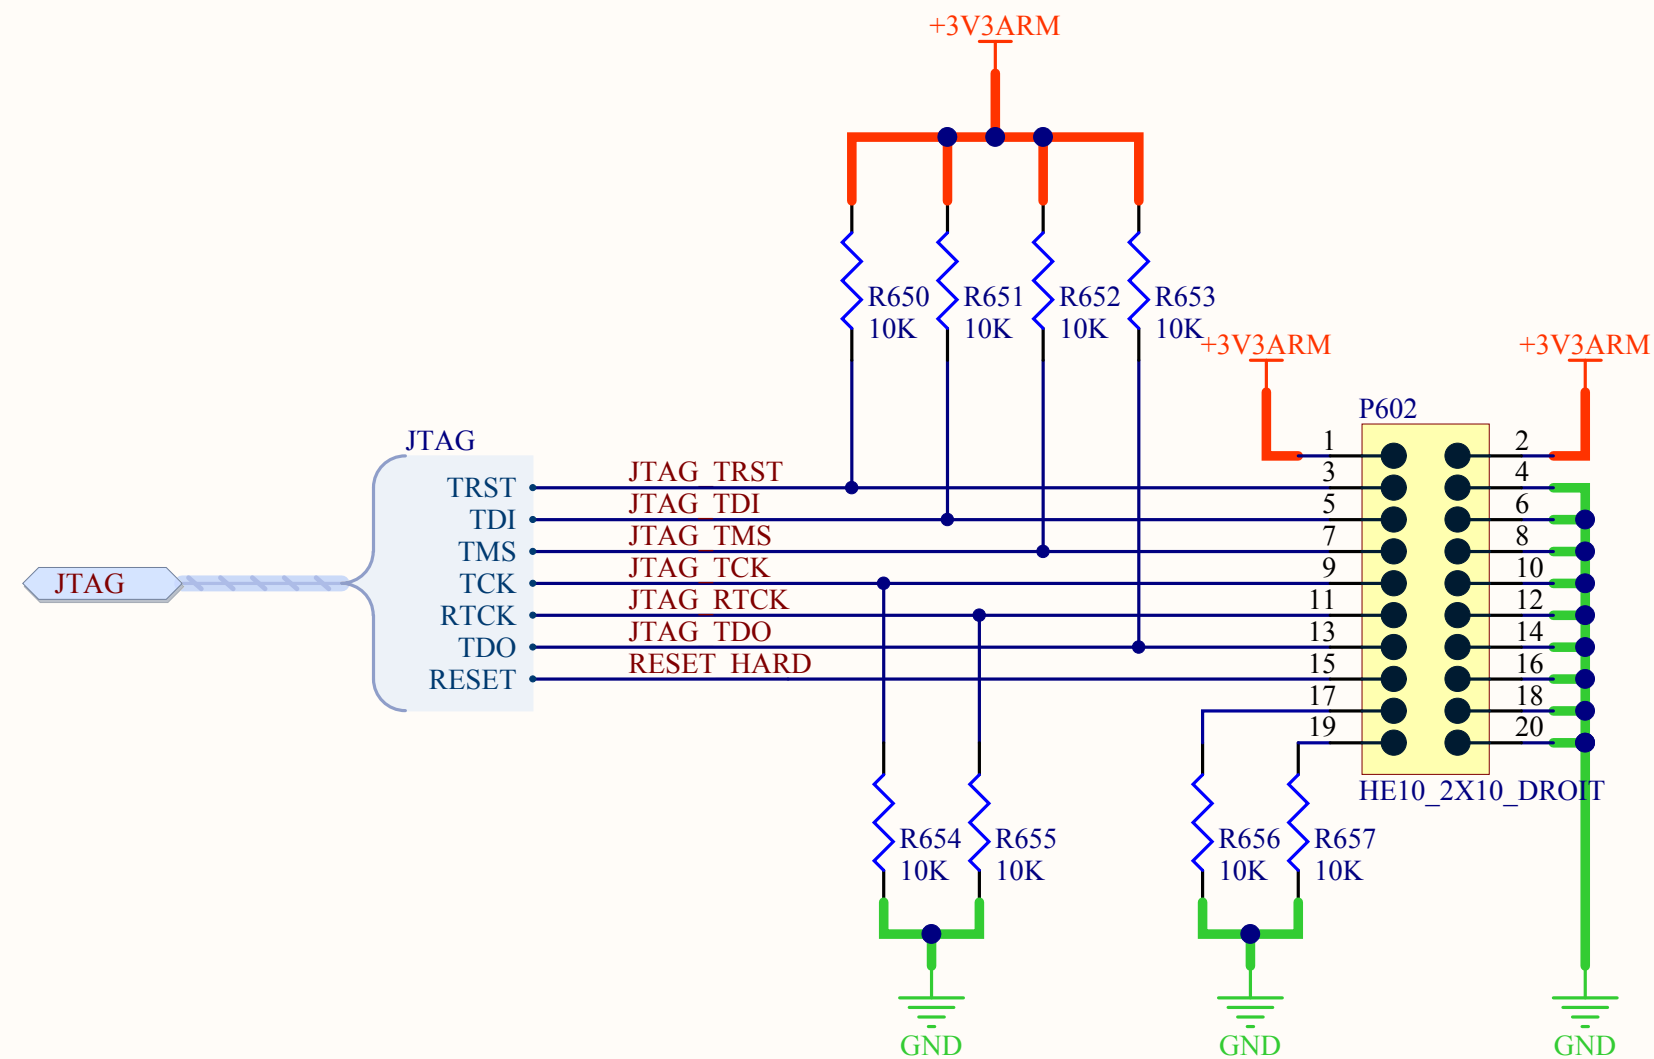 +3V3ARM
R650
10K
R651
10K
R652
10K
R653
10K
+3V3ARM
+3V3ARM
P602
JTAG
JTAG
TRST
TDI
TMS
TCK
RTCK
TDO
RESET
JTAG_TRST
JTAG_TDI
JTAG_TMS
JTAG_TCK
JTAG_RTCK
JTAG_TDO
RESET_HARD
1
2
3
4
5
6
7
8
9
10
11
12
13
14
15
16
17
18
19
20
HE10_2X10_DROIT
R654
10K
R655
10K
R656
10K
R657
10K
GND
GND
GND